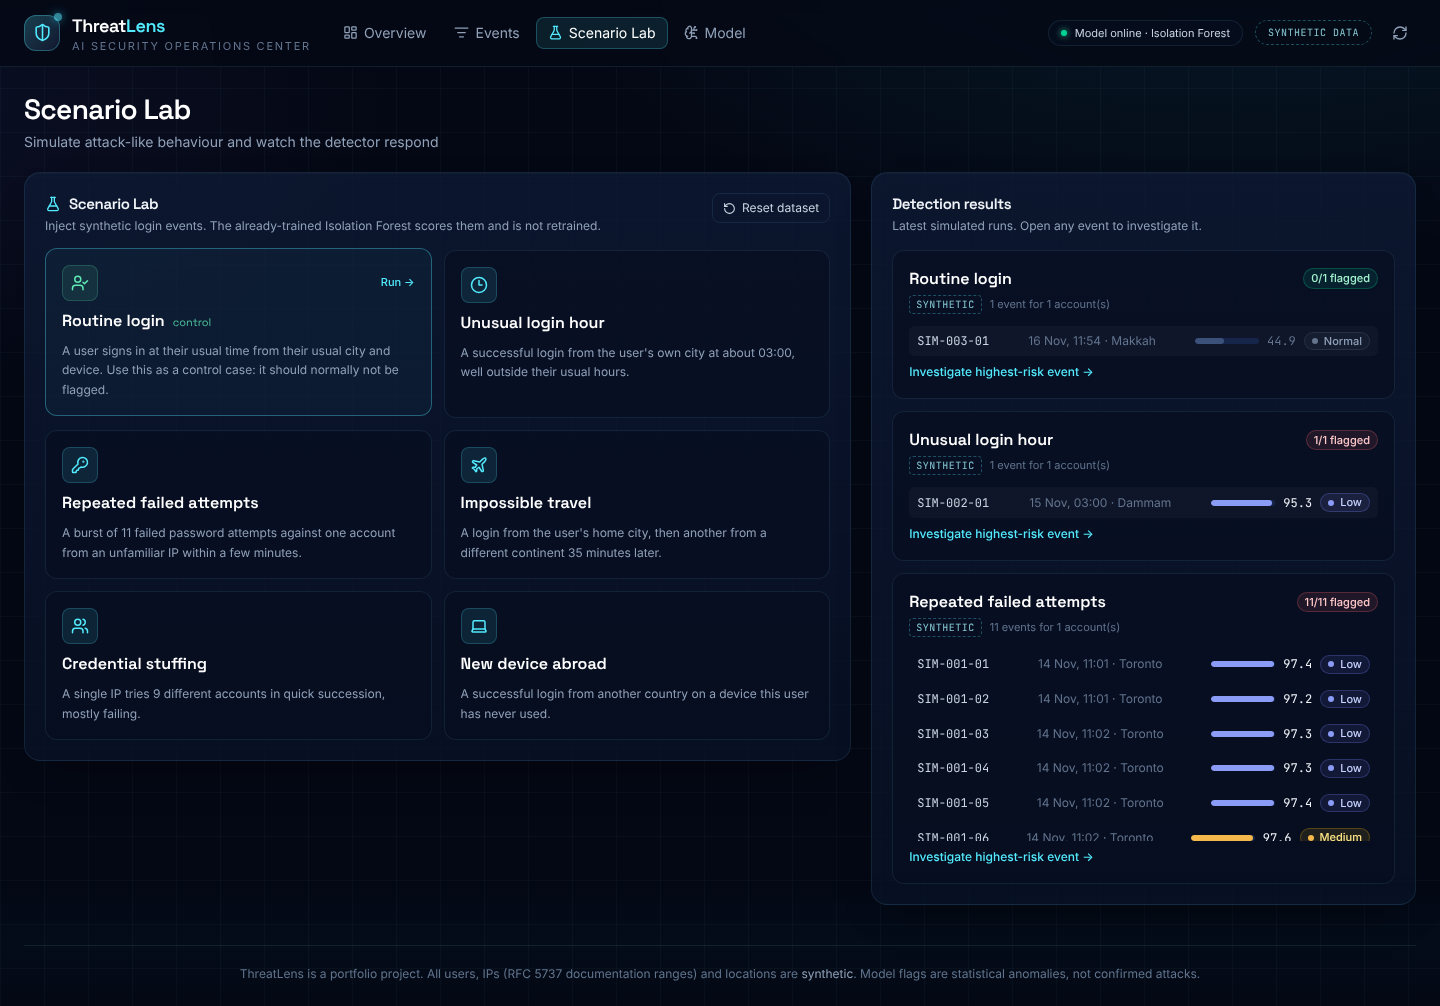 ThreatLens
AI SECURITY OPERATIONS CENTER
Overview
Events
Scenario Lab
Model
Model online · Isolation Forest
SYNTHETIC DATA
Scenario Lab
Simulate attack-like behaviour and watch the detector respond
Scenario Lab
Inject synthetic login events. The already-trained Isolation Forest scores them and is not retrained.
Reset dataset
Run →
Routine login control
A user signs in at their usual time from their usual city and
device. Use this as a control case: it should normally not be
flagged.
Unusual login hour
A successful login from the user's own city at about 03:00,
well outside their usual hours.
Repeated failed attempts
A burst of 11 failed password attempts against one account
from an unfamiliar IP within a few minutes.
Impossible travel
A login from the user's home city, then another from a
different continent 35 minutes later.
Credential stuffing
A single IP tries 9 different accounts in quick succession,
mostly failing.
New device abroad
A successful login from another country on a device this user
has never used.
Detection results
Latest simulated runs. Open any event to investigate it.
Routine login
0/1 flagged
SYNTHETIC 1 event for 1 account(s)
SIM-003-01 16 Nov, 11:54 · Makkah 44.9 Normal
Investigate highest-risk event →
Unusual login hour
1/1 flagged
SYNTHETIC 1 event for 1 account(s)
SIM-002-01 15 Nov, 03:00 · Dammam 95.3 Low
Investigate highest-risk event →
Repeated failed attempts
11/11 flagged
SYNTHETIC 11 events for 1 account(s)
SIM-001-01 14 Nov, 11:01 · Toronto 97.4 Low
SIM-001-02 14 Nov, 11:01 · Toronto 97.2 Low
SIM-001-03 14 Nov, 11:02 · Toronto 97.3 Low
SIM-001-04 14 Nov, 11:02 · Toronto 97.3 Low
SIM-001-05 14 Nov, 11:02 · Toronto 97.4 Low
SIM-001-06 14 Nov, 11:02 · Toronto 97.6 Medium
Investigate highest-risk event →
ThreatLens is a portfolio project. All users, IPs (RFC 5737 documentation ranges) and locations are synthetic. Model flags are statistical anomalies, not confirmed attacks.